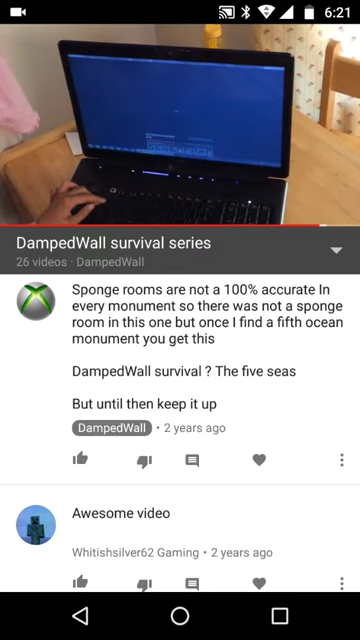 6:21
DampedWall survival series
26 videos · DampedWall
Sponge rooms are not a 100% accurate In
every monument so there was not a sponge
room in this one but once I find a fifth ocean
monument you get this
DampedWall survival ? The five seas
But until then keep it up
DampedWall • 2 years ago
Awesome video
Whitishsilver62 Gaming • 2 years ago